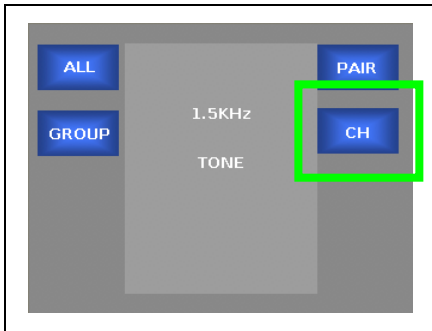 ALL
PAIR
GROUP
1.5KHz
CH
TONE